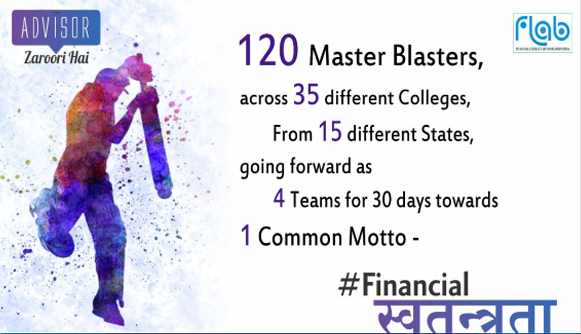 ADVISOR
Zaroori Hai
flab
120 Master Blasters,
across 35 different Colleges,
From 15 different States,
going forward as
4 Teams for 30 days towards
1 Common Motto -
#Financial
स्वतन्त्रता